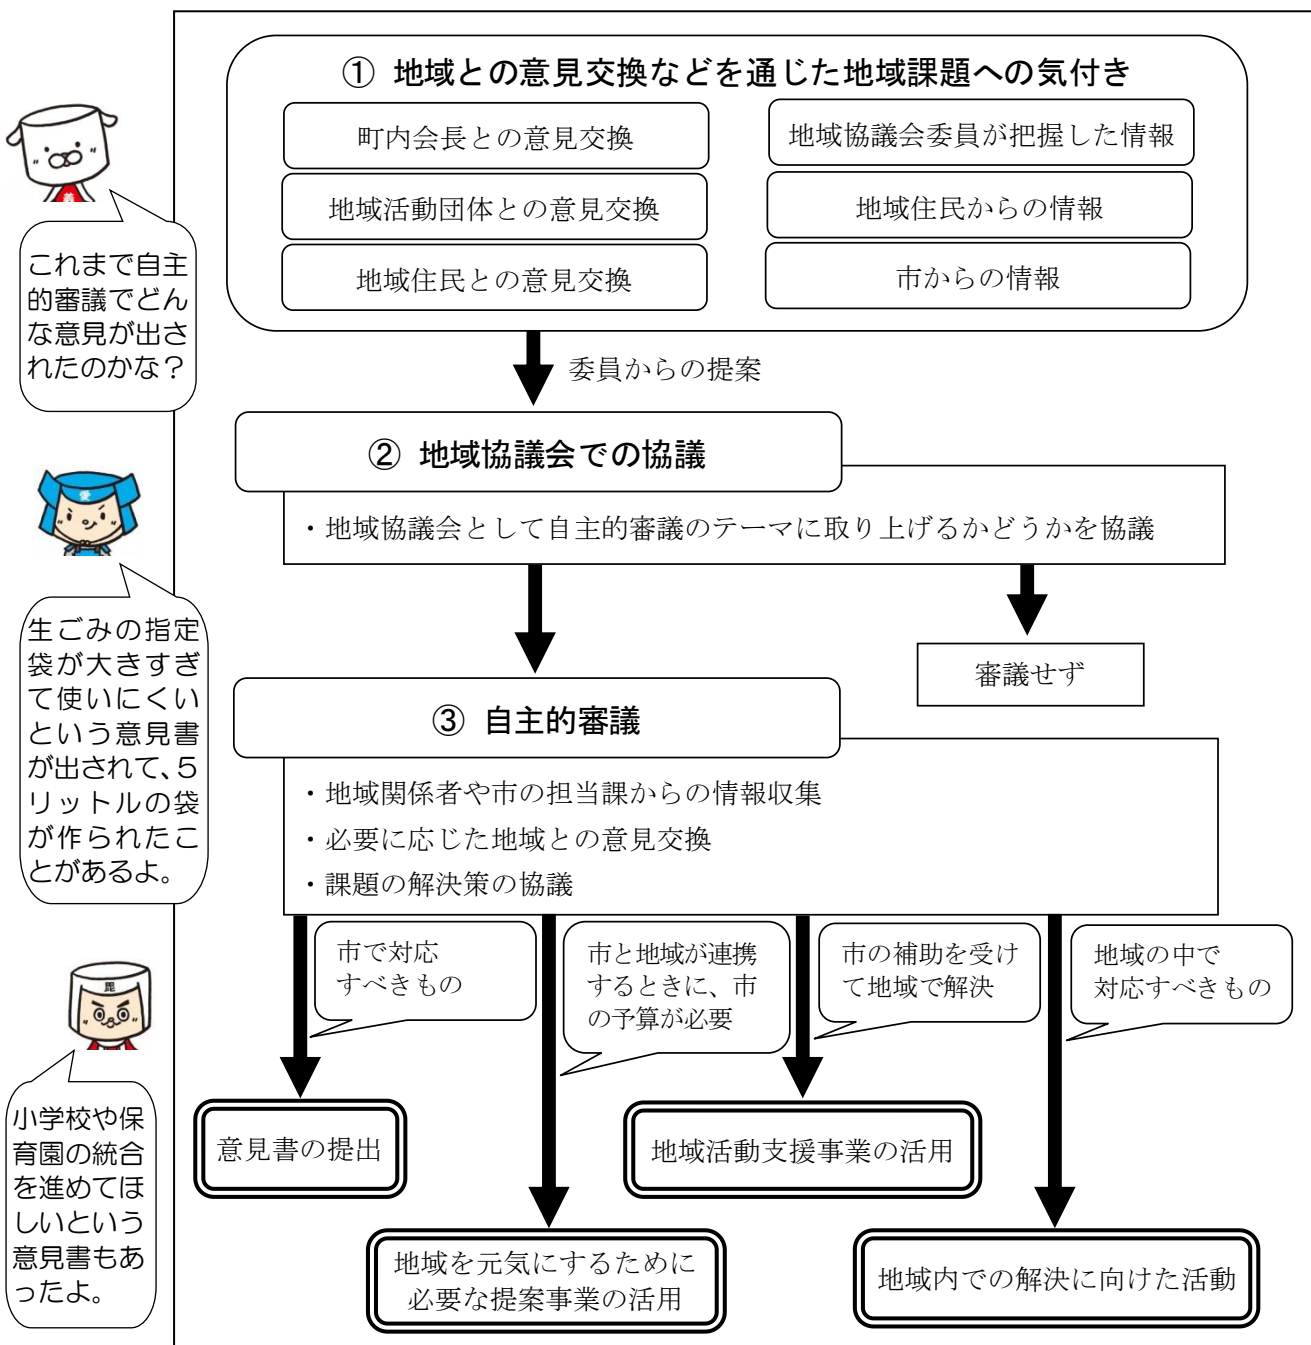 ① 地域との意見交換などを通じた地域課題への気付き
町内会長との意見交換
地域協議会委員が把握した情報
地域活動団体との意見交換
地域住民からの情報
地域住民との意見交換
市からの情報
義
これまで自主
的審議でどん
な意見が出さ
れたのかな？
委員からの提案
② 地域協議会での協議
・地域協議会として自主的審議のテーマに取り上げるかどうかを協議
愛
生ごみの指定
袋が大きすぎ
て使いにくい
という意見書
が出されて、５
リットルの袋
が作られたこ
とがあるよ。
審議せず
③ 自主的審議
・地域関係者や市の担当課からの情報収集
・必要に応じた地域との意見交換
・課題の解決策の協議
市で対応
すべきもの
市と地域が連携
するときに、市
の予算が必要
市の補助を受け
て地域で解決
地域の中で
対応すべきもの
毘
小学校や保
育園の統合
を進めてほ
しいという
意見書もあ
ったよ。
意見書の提出
地域活動支援事業の活用
地域を元気にするために
必要な提案事業の活用
地域内での解決に向けた活動